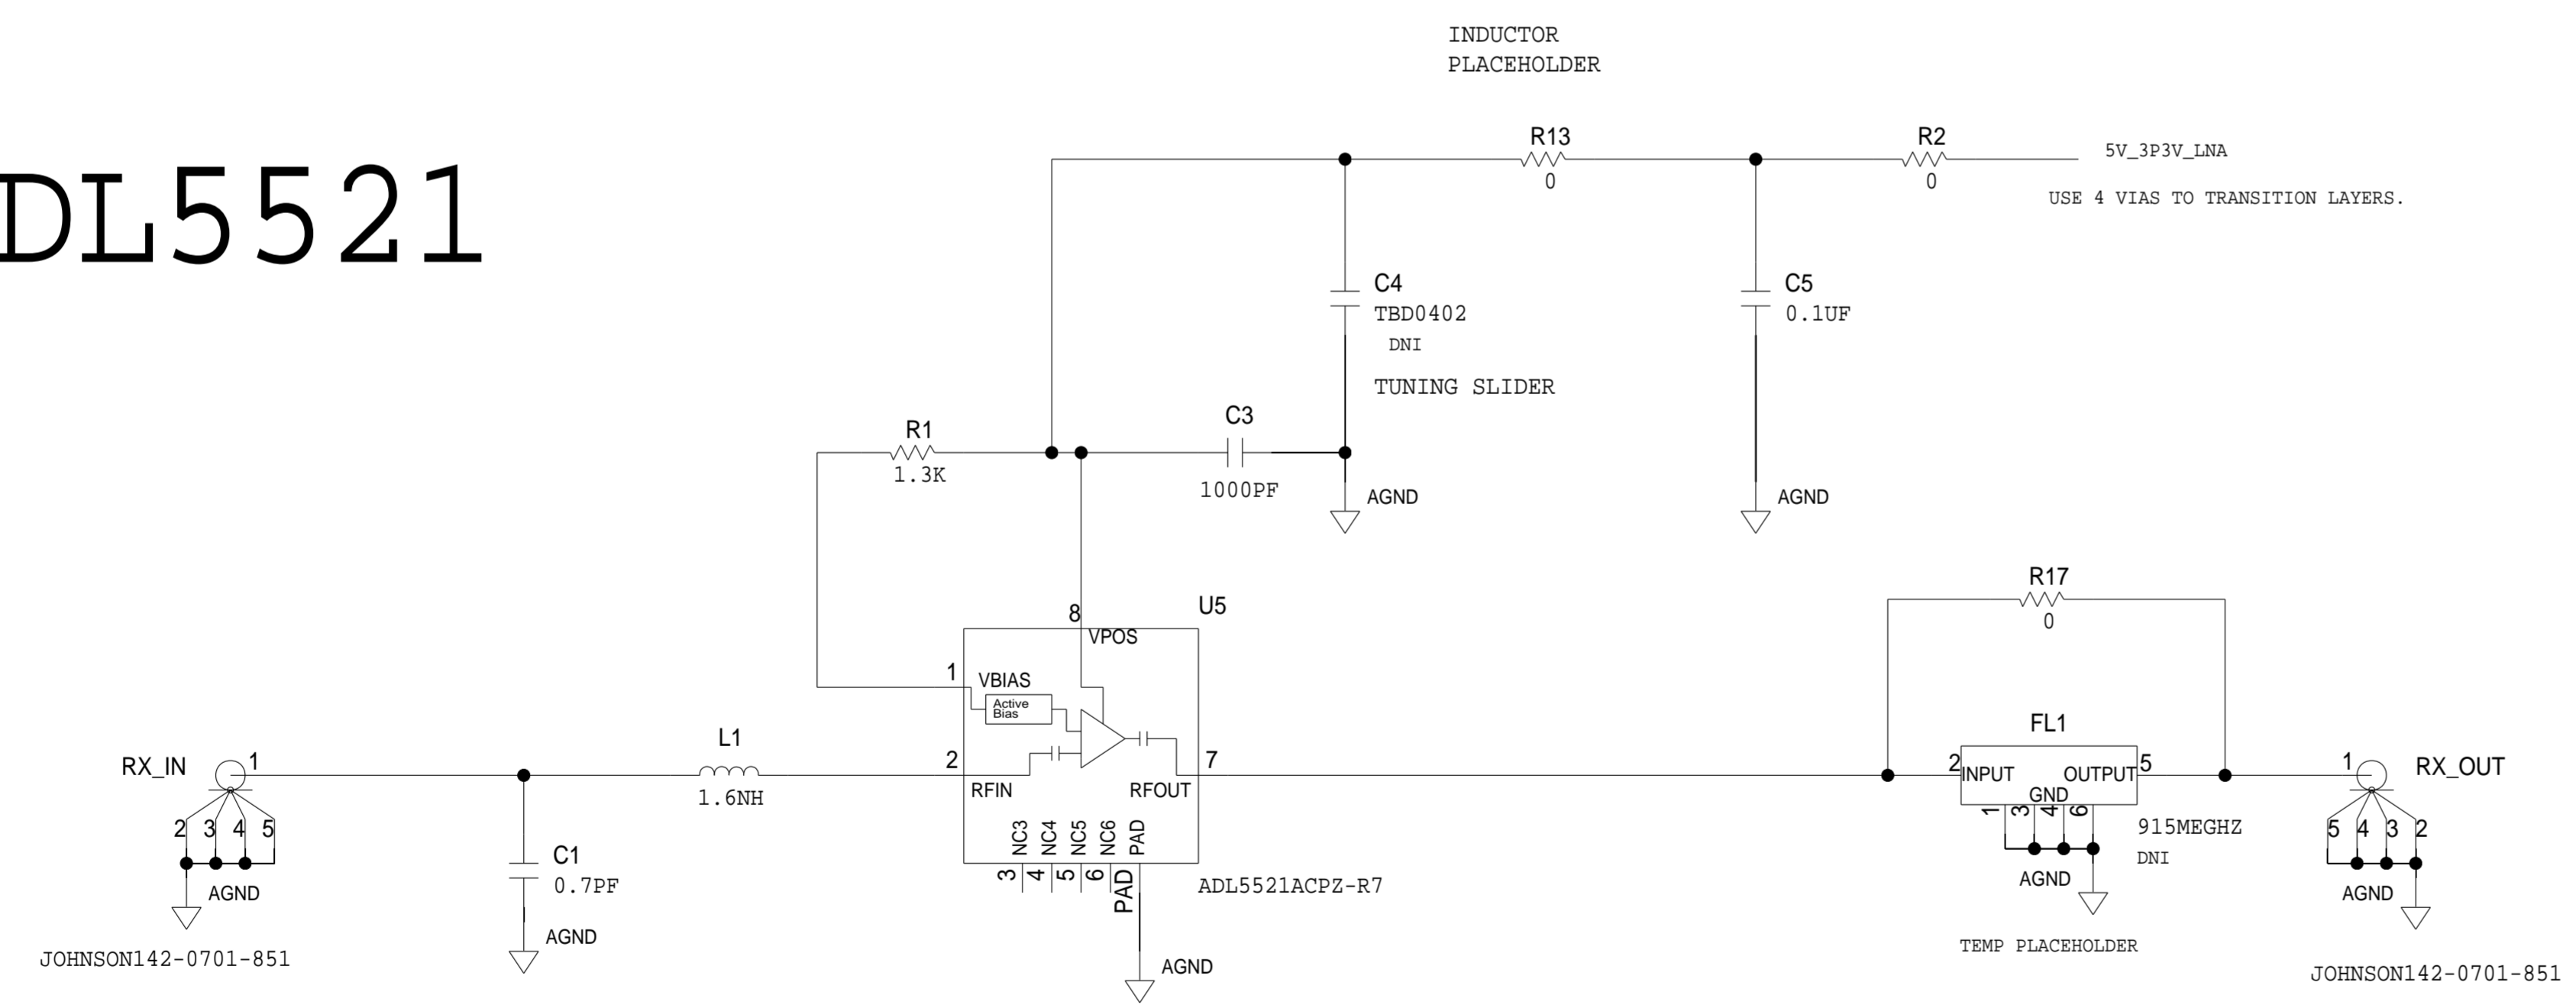 INDUCTOR
PLACEHOLDER
R13
0
R2
0
5V_3P3V_LNA
USE 4 VIAS TO TRANSITION LAYERS.
DL5521
C4
TBD0402
DNI
TUNING SLIDER
C5
0.1UF
R1
1.3K
C3
1000PF
AGND
AGND
R17
0
8
U5
VPOS
1
VBIAS
Active
Bias
RX_IN
1
L1
1.6NH
2
RFIN
7
RFOUT
FL1
2
INPUT
OUTPUT
5
GND
1
3
4
6
915MEGHZ
DNI
1
RX_OUT
2
3
4
5
AGND
JOHNSON142-0701-851
C1
0.7PF
AGND
NC3
NC4
NC5
NC6
PAD
3
4
5
6
PAD
ADL5521ACPZ-R7
AGND
AGND
TEMP PLACEHOLDER
5
4
3
2
AGND
JOHNSON142-0701-851